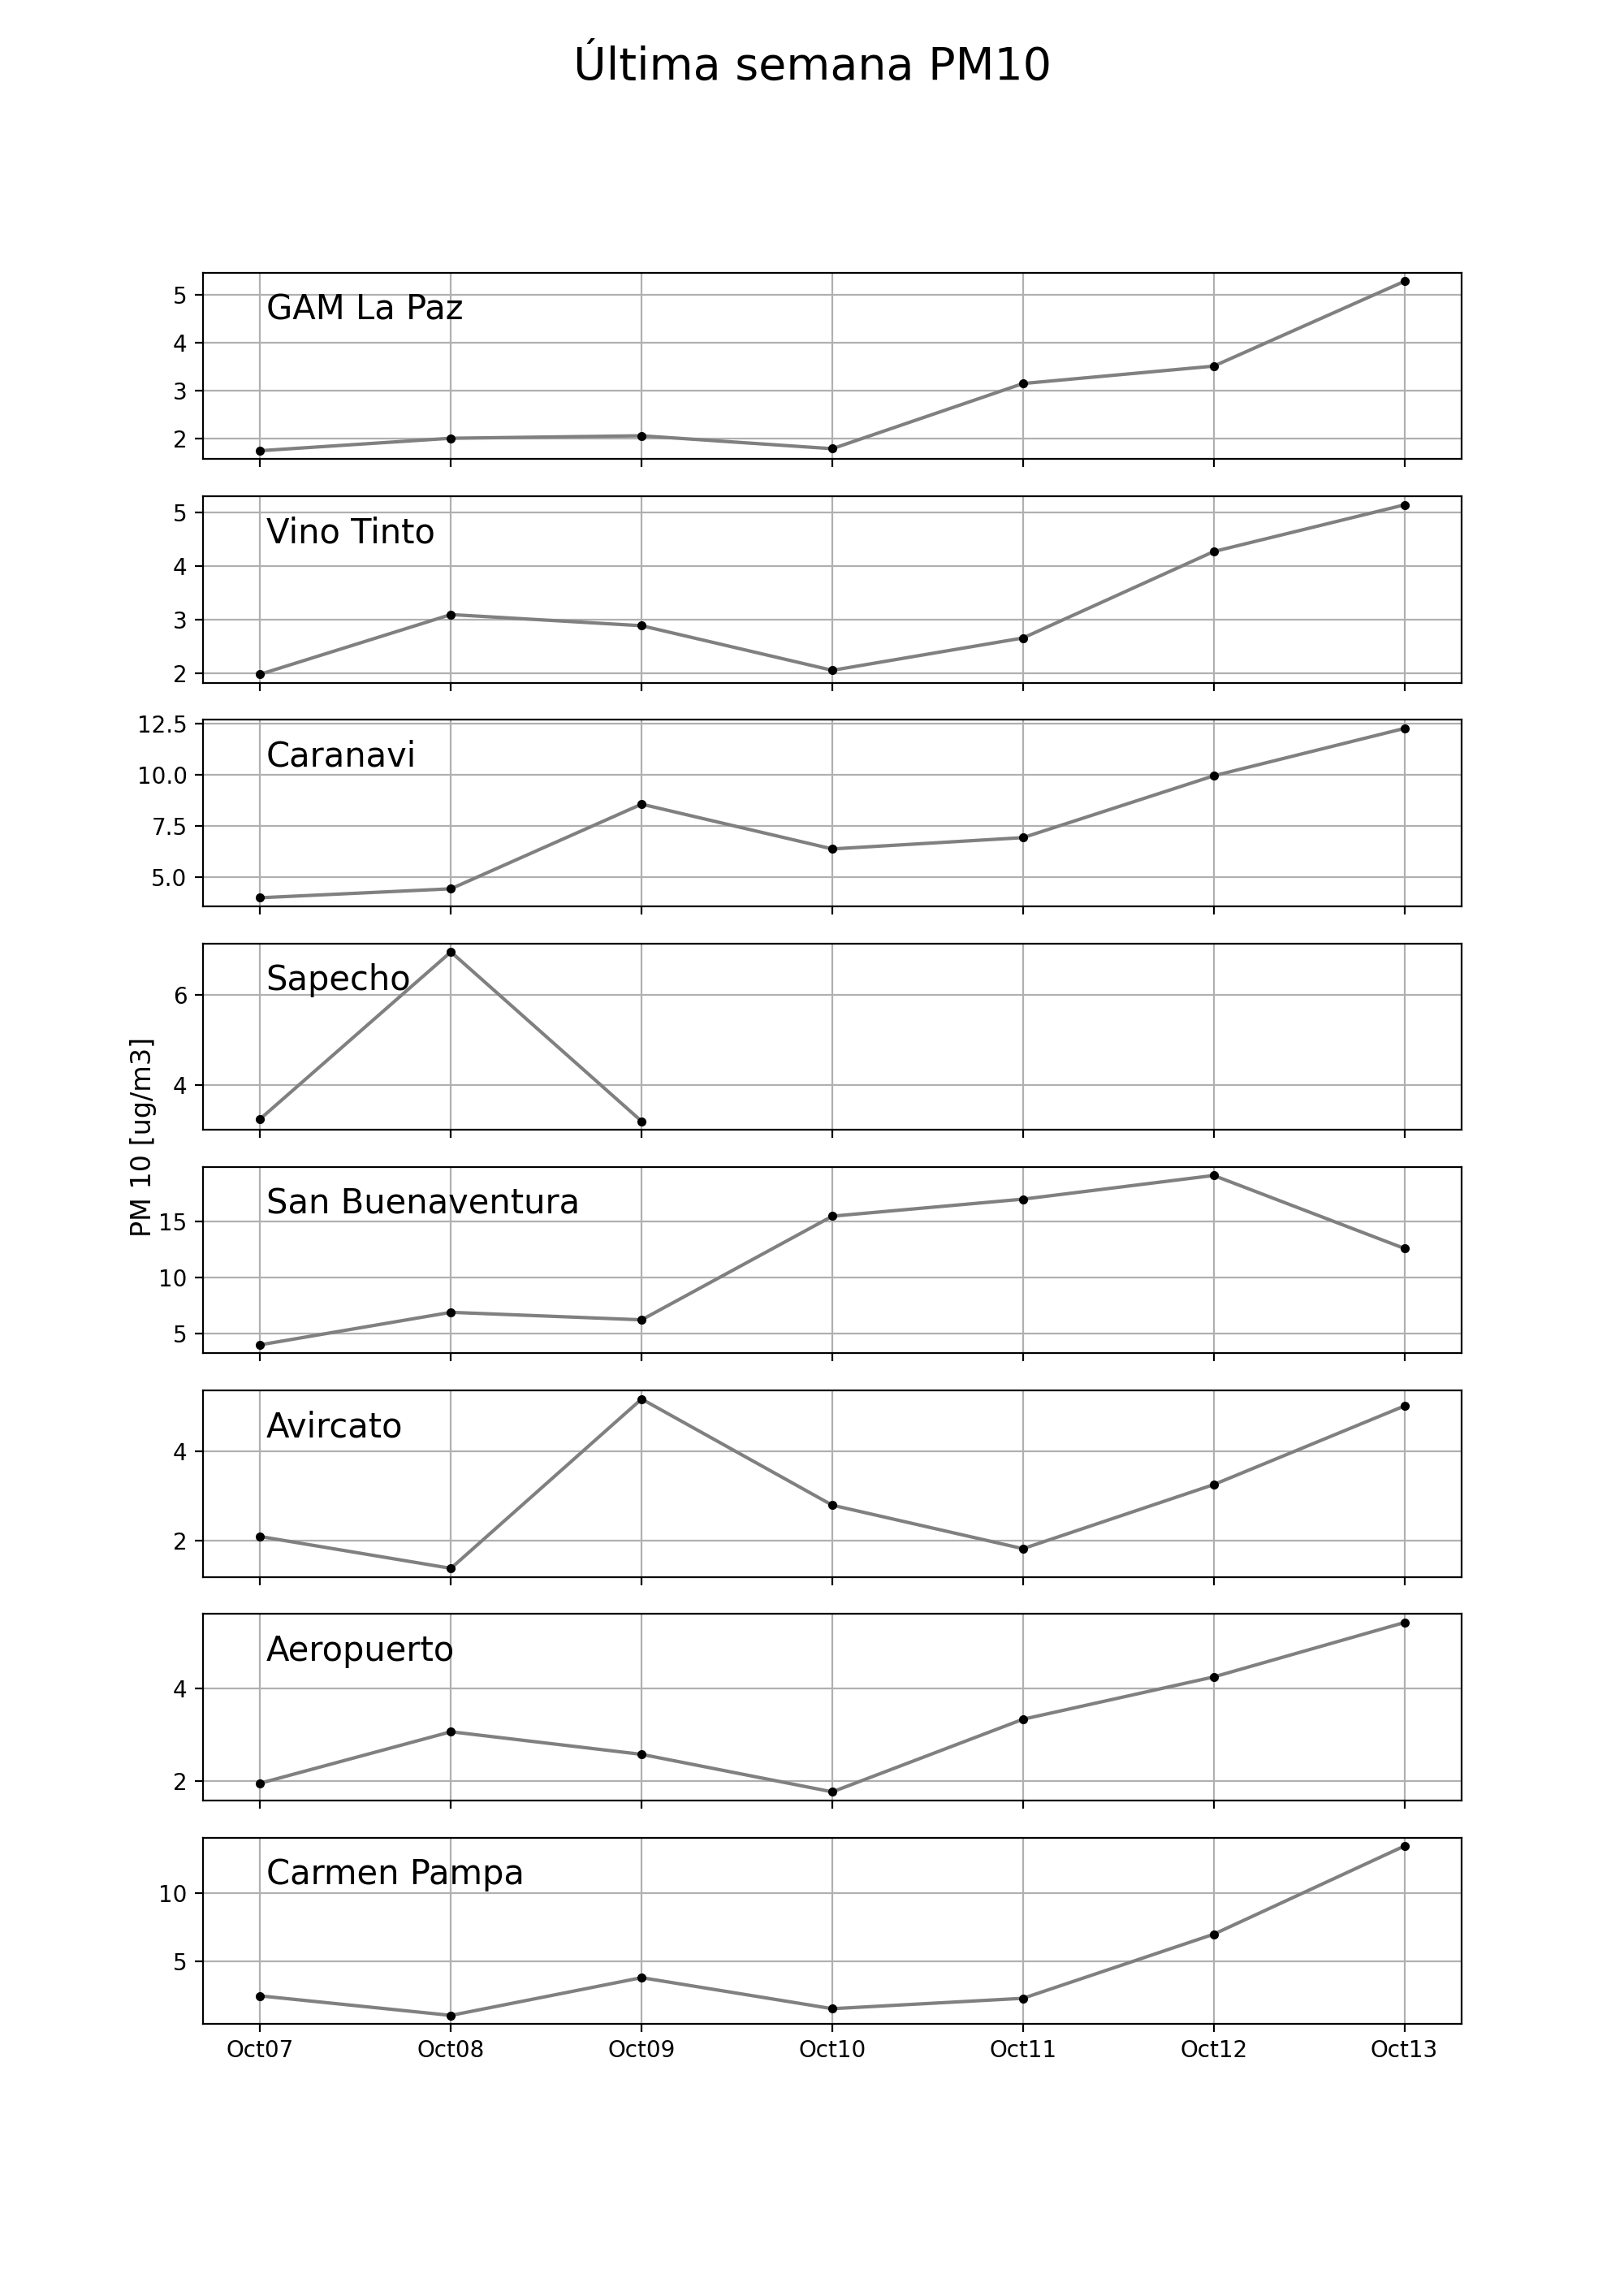 Última semana PM10
GAM La Paz
5
4
3
2
Vino Tinto
5
4
3
2
Caranavi
12.5
10.0
7.5
5.0
Sapecho
6
4
PM 10 [ug/m3]
San Buenaventura
15
10
5
Avircato
4
2
Aeropuerto
4
2
Carmen Pampa
10
5
Oct07 Oct08 Oct09 Oct10 Oct11 Oct12 Oct13